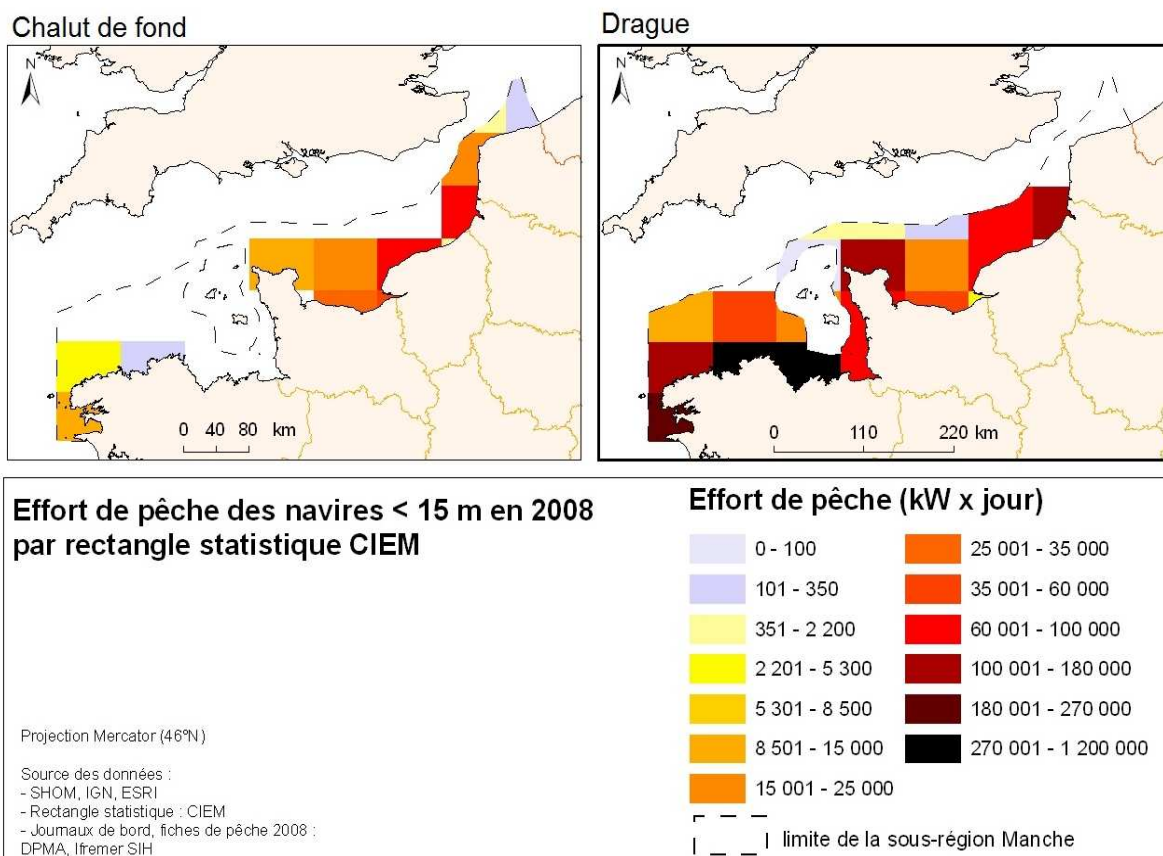 Chalut de fond
Drague
N
N
0 40 80 km
0 110 220 km
Effort de pêche des navires < 15 m en 2008
par rectangle statistique CIEM
Projection Mercator (46°N)
Source des données :
- SHOM, IGN, ESRI
- Rectangle statistique : CIEM
- Journaux de bord, fiches de pêche 2008 :
DPMA, Ifremer SIH
Effort de pêche (kW x jour)
0 - 100
101 - 350
351 - 2 200
2 201 - 5 300
5 301 - 8 500
8 501 - 15 000
15 001 - 25 000
25 001 - 35 000
35 001 - 60 000
60 001 - 100 000
100 001 - 180 000
180 001 - 270 000
270 001 - 1 200 000
limite de la sous-région Manche